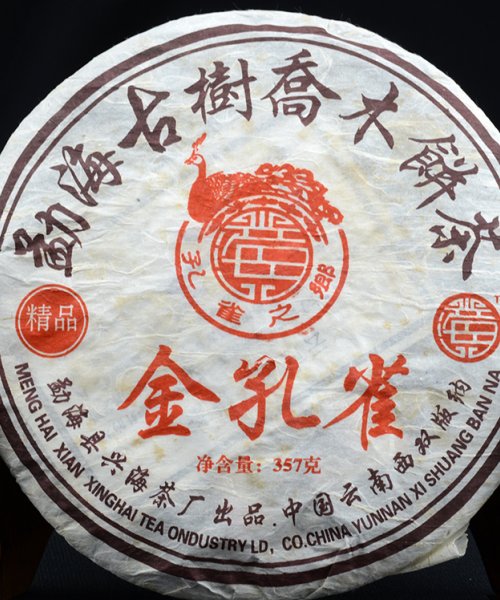 勐海古樹喬木餅茶
孔雀之鄉
精品
金孔雀
净含量：357克
勐海县兴海茶厂出品.中国云南西双版纳
MENG HAI XIAN XINGHAI TEA ONDUSTRY LD, CO.CHINA YUNNAN XI SHUANG BAN NA